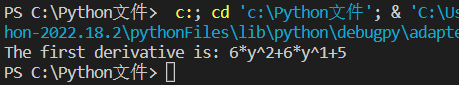 PS C:\Python文件>  c:; cd 'c:\Python文件'; & 'C:\Us
hon-2022.18.2\pythonFiles\lib\python\debugpy\adapte
The first derivative is: 6*y^2+6*y^1+5
PS C:\Python文件>